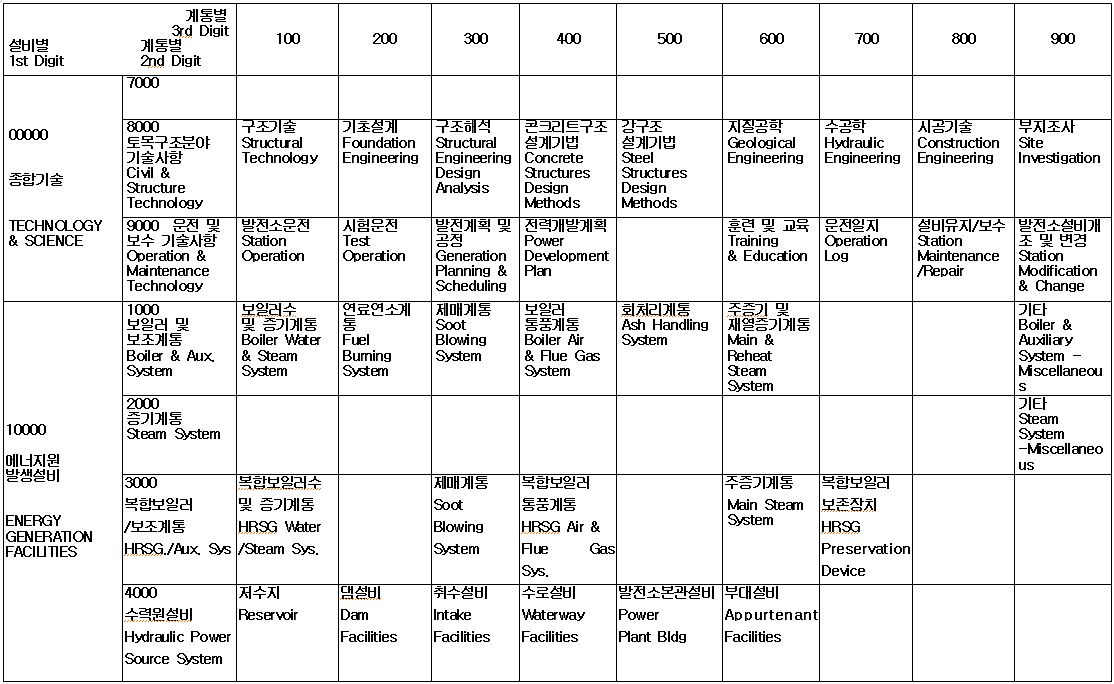 계통별
3rd Digit
설비별
1st Digit
계통별
2nd Digit
100
200
300
400
500
600
700
800
900
00000
종합기술
TECHNOLOGY
& SCIENCE
7000
8000
토목구조분야
기술사항
Civil &
Structure
Technology
구조기술
Structural
Technology
기초설계
Foundation
Engineering
구조해석
Structural
Engineering
Design
Analysis
콘크리트구조
설계기법
Concrete
Structures
Design
Methods
강구조
설계기법
Steel
Structures
Design
Methods
지질공학
Geological
Engineering
수공학
Hydraulic
Engineering
시공기술
Construction
Engineering
부지조사
Site
Investigation
9000 운전 및
보수 기술사항
Operation &
Maintenance
Technology
발전소운전
Station
Operation
시험운전
Test
Operation
발전계획 및
공정
Generation
Planning &
Scheduling
전력개발계획
Power
Development
Plan
훈련 및 교육
Training
& Education
운전일지
Operation
Log
설비유지/보수
Station
Maintenance
/Repair
발전소설비개
조 및 변경
Station
Modification
& Change
10000
에너지원
발생설비
ENERGY
GENERATION
FACILITIES
1000
보일러 및
보조계통
Boiler & Aux.
System
보일러수
및 증기계통
Boiler Water
& Steam
System
연료연소계
통
Fuel
Burning
System
제매계통
Soot
Blowing
System
보일러
통풍계통
Boiler Air
& Flue Gas
System
회처리계통
Ash Handling
System
주증기 및
재열증기계통
Main &
Reheat
Steam
System
기타
Boiler &
Auxiliary
System -
Miscellaneou
s
2000
증기계통
Steam System
기타
Steam
System
-Miscellaneo
us
3000
복합보일러
/보조계통
HRSG./Aux. Sys
복합보일러수
및 증기계통
HRSG Water
/Steam Sys.
제매계통
Soot
Blowing
System
복합보일러
통풍계통
HRSG Air &
Flue Gas
Sys.
주증기계통
Main Steam
System
복합보일러
보존장치
HRSG
Preservation
Device
4000
수력원설비
Hydraulic Power
Source System
저수지
Reservoir
댐설비
Dam
Facilities
취수설비
Intake
Facilities
수로설비
Waterway
Facilities
발전소본관설비
Power
Plant Bldg
부대설비
Appurtenant
Facilities